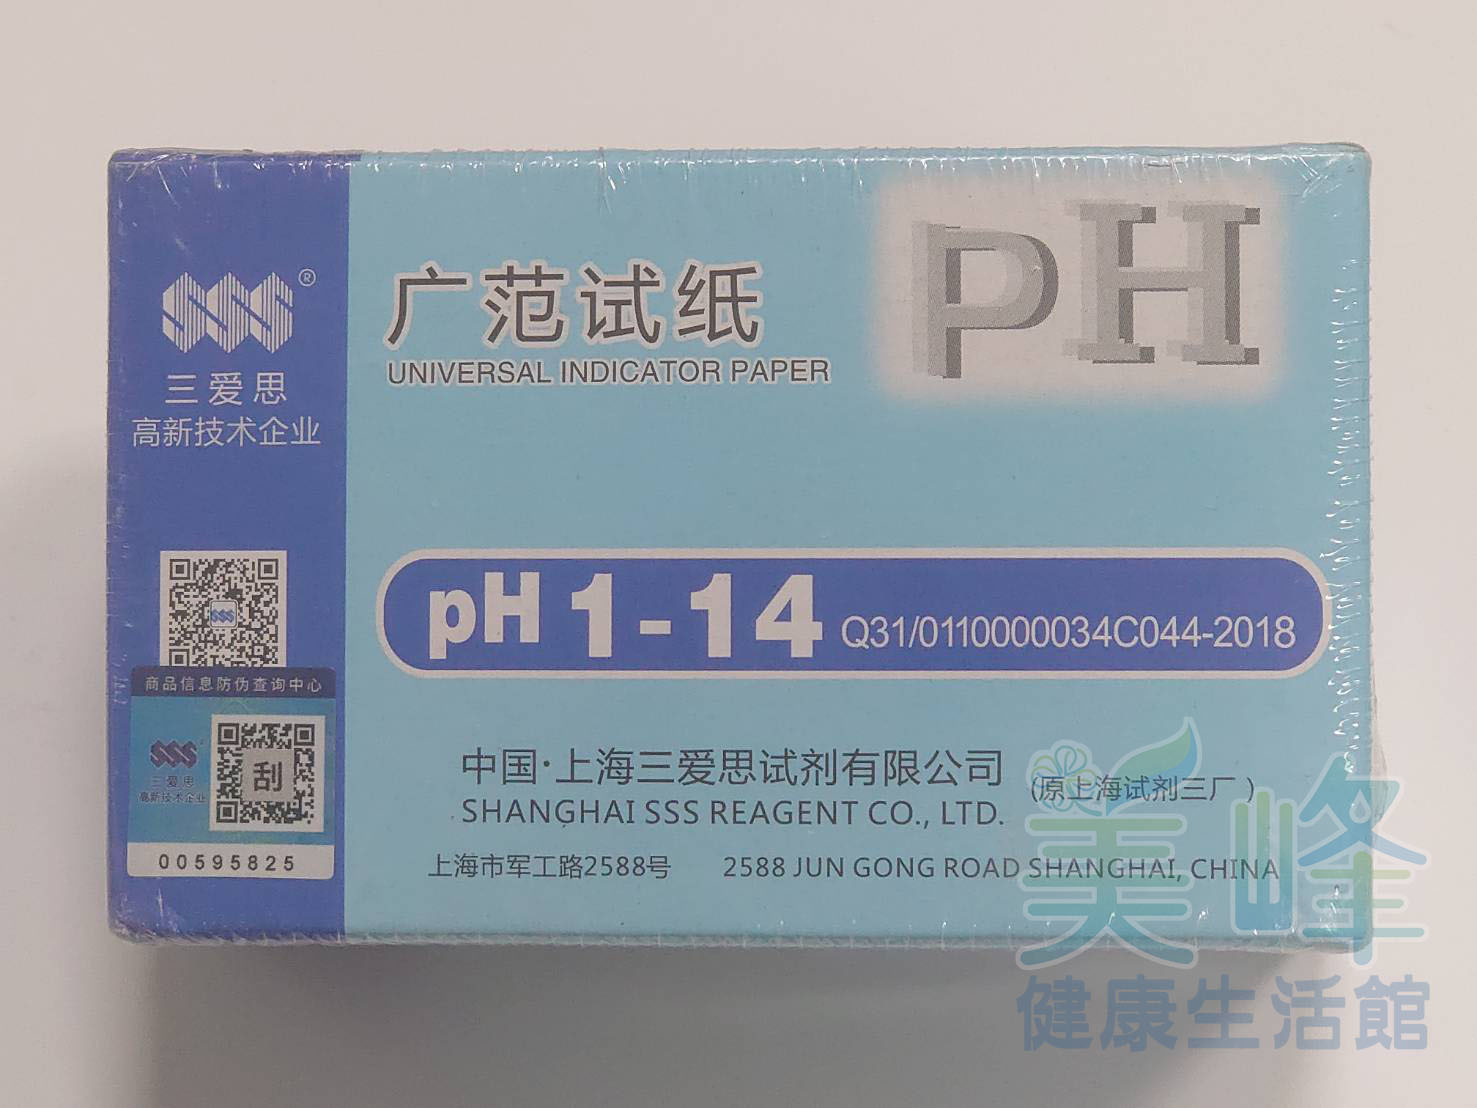 SSS®
三爱思
高新技术企业
广范试纸
UNIVERSAL INDICATOR PAPER
pH
pH 1-14 Q31/0110000034C044-2018
SSS
商品信息防伪查询中心
SSS
三爱思
高新技术企业
刮
00595825
中国·上海三爱思试剂有限公司 (原上海试剂三厂)
SHANGHAI SSS REAGENT CO., LTD.
上海市军工路2588号 2588 JUN GONG ROAD SHANGHAI, CHINA
美峰
健康生活館